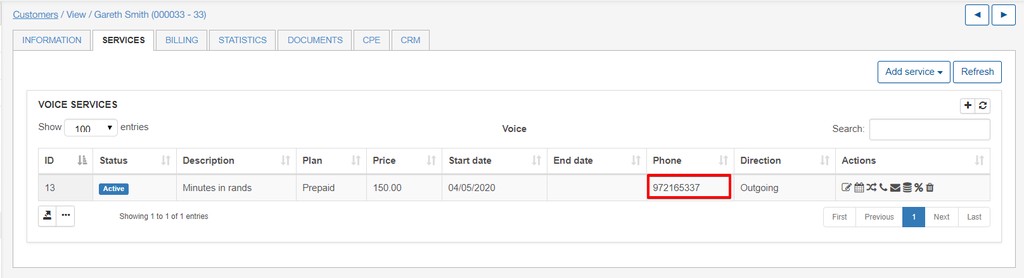 Customers / View / Gareth Smith (000033 - 33)
INFORMATION SERVICES BILLING STATISTICS DOCUMENTS CPE CRM
Add service Refresh
VOICE SERVICES
Show 100 entries Voice Search:
ID Status Description Plan Price Start date End date Phone Direction Actions
13 Active Minutes in rands Prepaid 150.00 04/05/2020 972165337 Outgoing
Showing 1 to 1 of 1 entries First Previous 1 Next Last